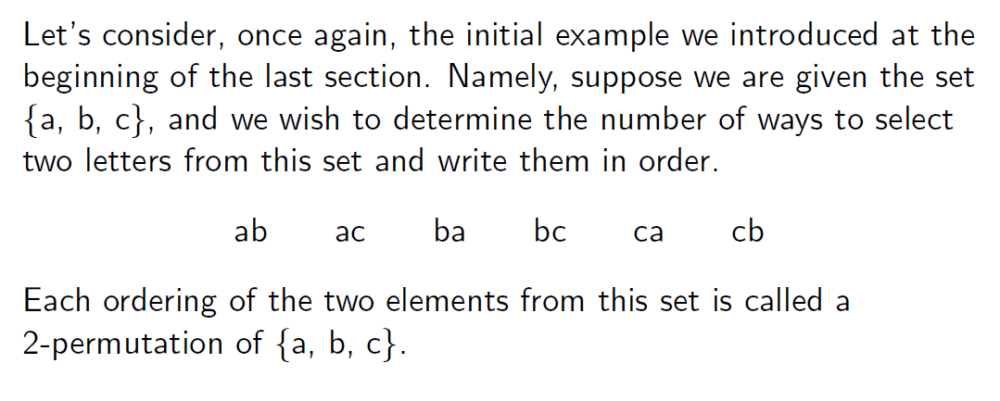 Let's consider, once again, the initial example we introduced at the
beginning of the last section. Namely, suppose we are given the set
{a, b, c}, and we wish to determine the number of ways to select
two letters from this set and write them in order.
ab ac ba bc ca cb
Each ordering of the two elements from this set is called a
2-permutation of {a, b, c}.